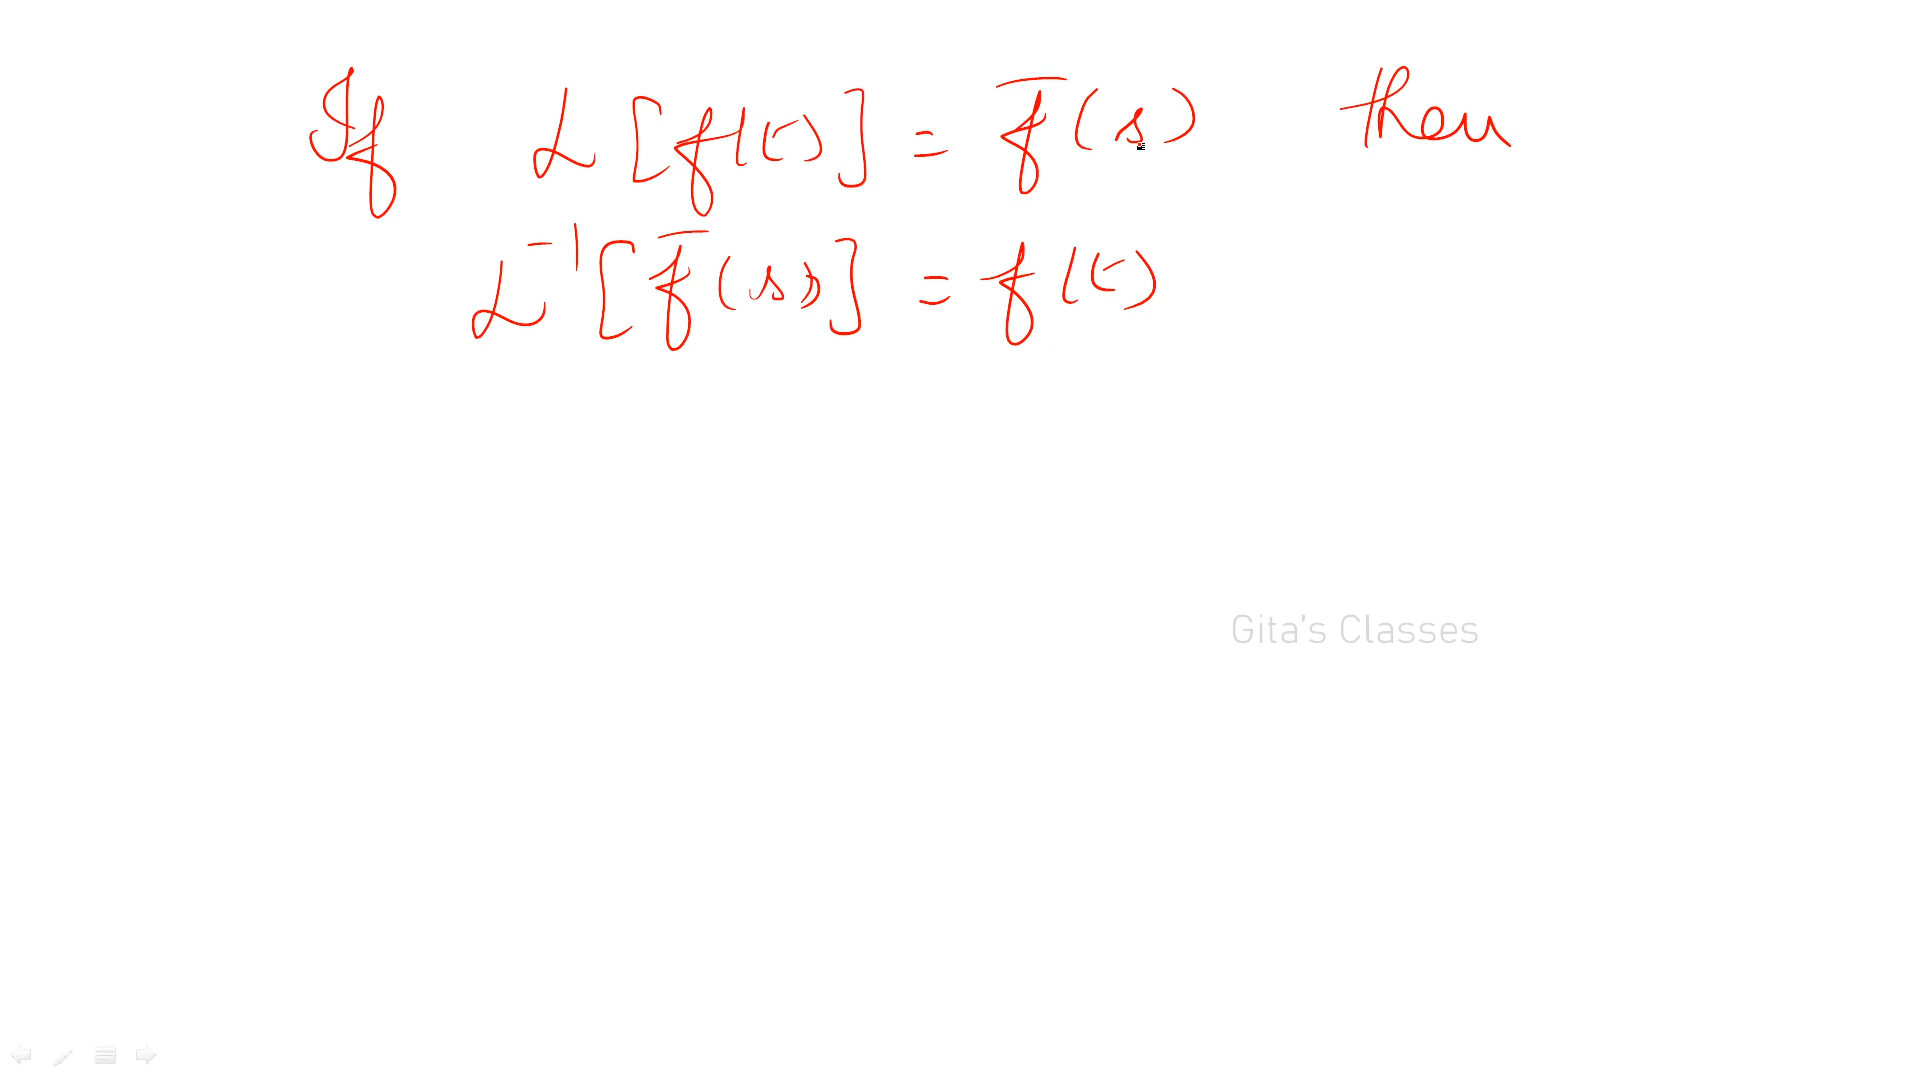 If L[f(t)] = f̅(s) then
L⁻¹[f̅(s)] = f(t)
Gita's Classes